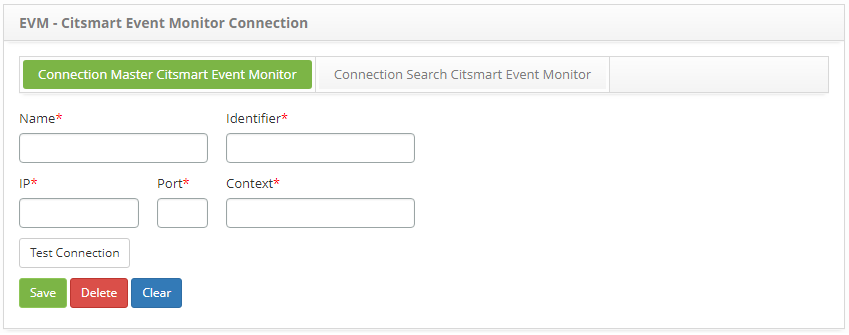 EVM - Citsmart Event Monitor Connection
Connection Master Citsmart Event Monitor Connection Search Citsmart Event Monitor
Name* Identifier*
IP* Port* Context*
Test Connection
Save Delete Clear